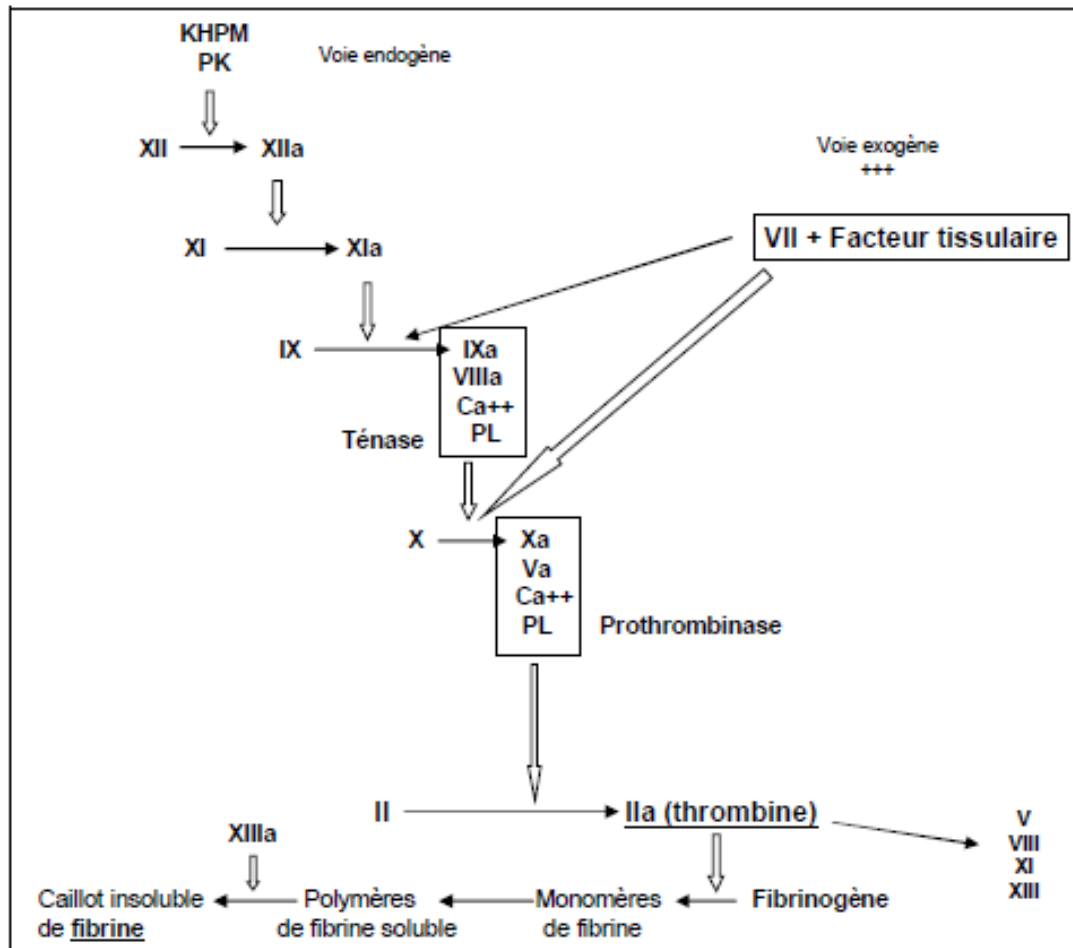 KHPM
PK
Voie endogène
XII
XIIa
Voie exogène
+++
VII + Facteur tissulaire
XI
XIa
IX
IXa
VIIIa
Ca++
PL
Ténase
X
Xa
Va
Ca++
PL
Prothrombinase
II
IIa (thrombine)
V
VIII
XI
XIII
XIIIa
Caillot insoluble
de fibrine
Polymères
de fibrine soluble
Monomères
de fibrine
Fibrinogène